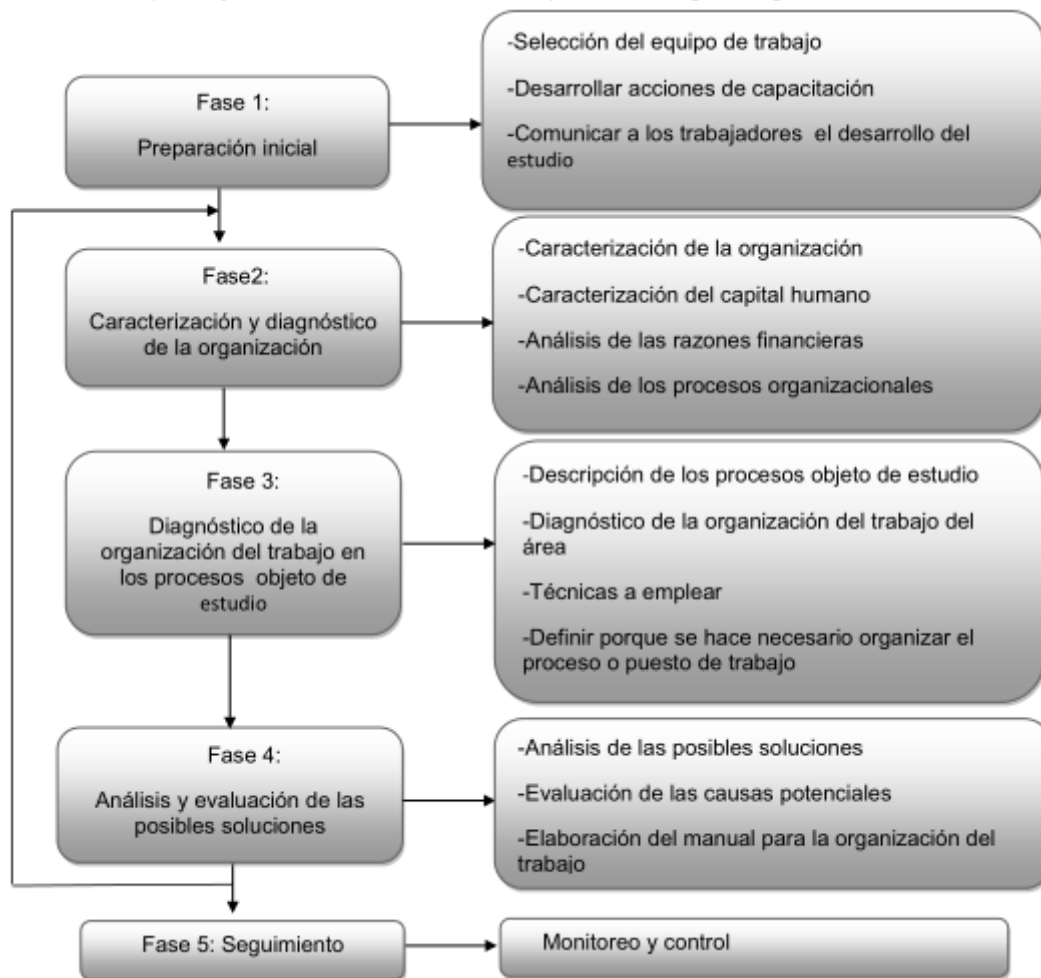 Fase 1:
Preparación inicial
-Selección del equipo de trabajo
-Desarrollar acciones de capacitación
-Comunicar a los trabajadores el desarrollo del
estudio
Fase2:
Caracterización y diagnóstico
de la organización
-Caracterización de la organización
-Caracterización del capital humano
-Análisis de las razones financieras
-Análisis de los procesos organizacionales
Fase 3:
Diagnóstico de la
organización del trabajo en
los procesos objeto de
estudio
-Descripción de los procesos objeto de estudio
-Diagnóstico de la organización del trabajo del
área
-Técnicas a emplear
-Definir porque se hace necesario organizar el
proceso o puesto de trabajo
Fase 4:
Análisis y evaluación de las
posibles soluciones
-Análisis de las posibles soluciones
-Evaluación de las causas potenciales
-Elaboración del manual para la organización del
trabajo
Fase 5: Seguimiento
Monitoreo y control